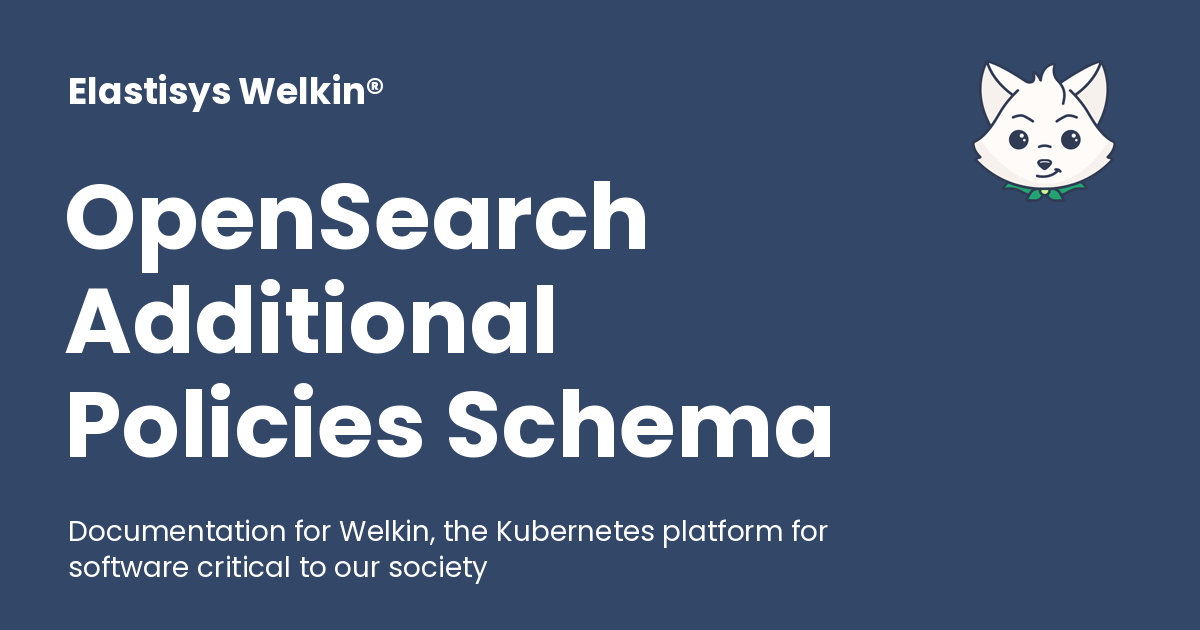 Elastisys Welkin®
OpenSearch
Additional
Policies Schema
Documentation for Welkin, the Kubernetes platform for
software critical to our society